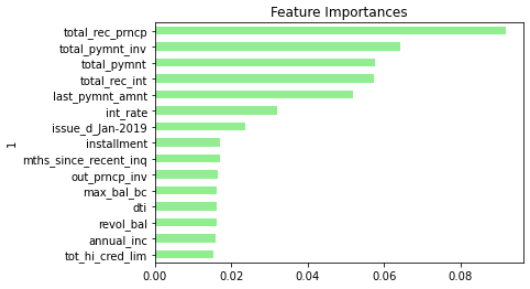 Feature Importances
total_rec_prncp
total_pymnt_inv
total_pymnt
total_rec_int
last_pymnt_amnt
int_rate
issue_d_Jan-2019
installment
mths_since_recent_inq
out_prncp_inv
max_bal_bc
dti
revol_bal
annual_inc
tot_hi_cred_lim
1
0.00 0.02 0.04 0.06 0.08